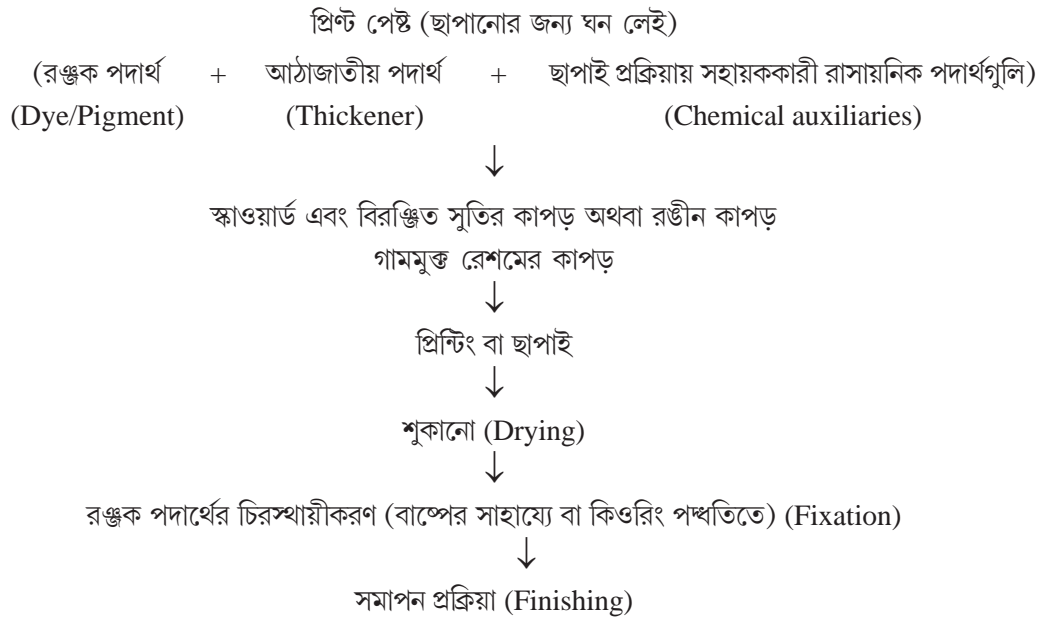 প্রিণ্ট পেষ্ট (ছাপানোর জন্য ঘন লেই)
(রঞ্জক পদার্থ + আঠাজাতীয় পদার্থ + ছাপাই প্রক্রিয়ায় সহায়ককারী রাসায়নিক পদার্থগুলি)
(Dye/Pigment) (Thickener) (Chemical auxiliaries)
↓
স্কাওয়ার্ড এবং বিরঞ্জিত সুতির কাপড় অথবা রঙীন কাপড়
গামমুক্ত রেশমের কাপড়
↓
প্রিন্টিং বা ছাপাই
↓
শুকানো (Drying)
↓
রঞ্জক পদার্থের চিরস্থায়ীকরণ (বাষ্পের সাহায্যে বা কিওরিং পদ্ধতিতে) (Fixation)
↓
সমাপন প্রক্রিয়া (Finishing)